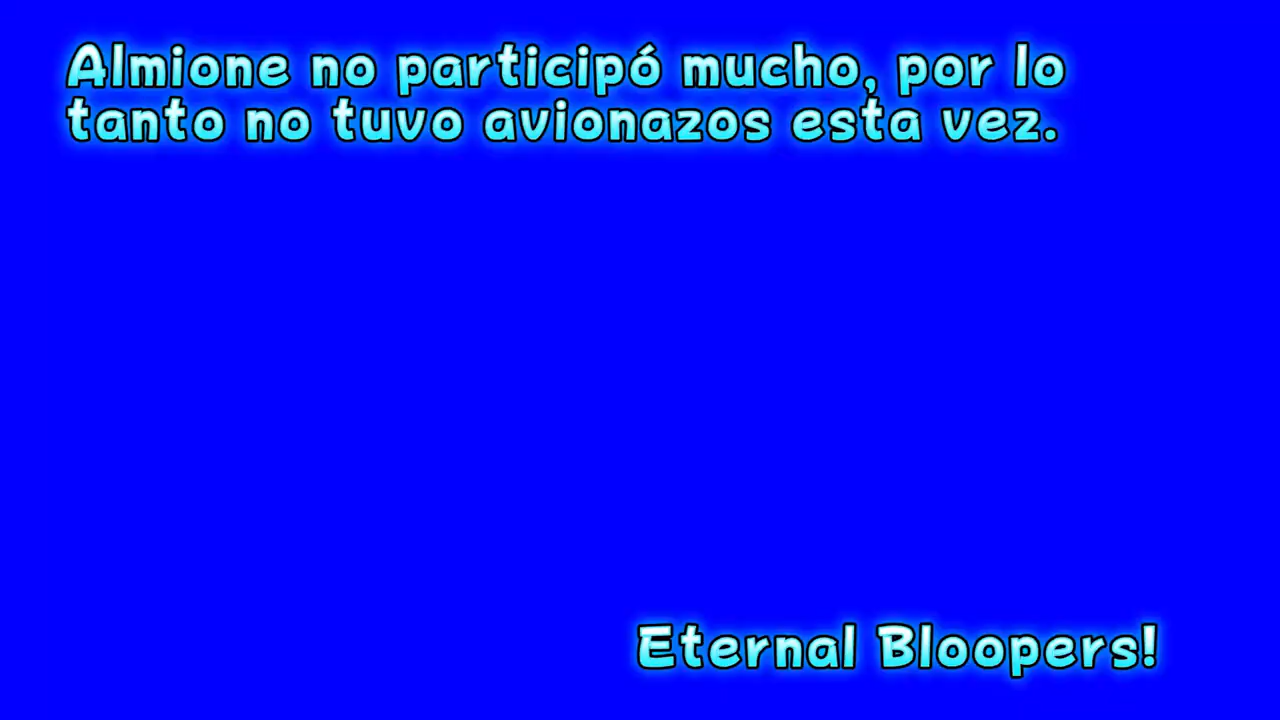 Almione no participó mucho, por lo
tanto no tuvo avionazos esta vez.
Eternal Bloopers!